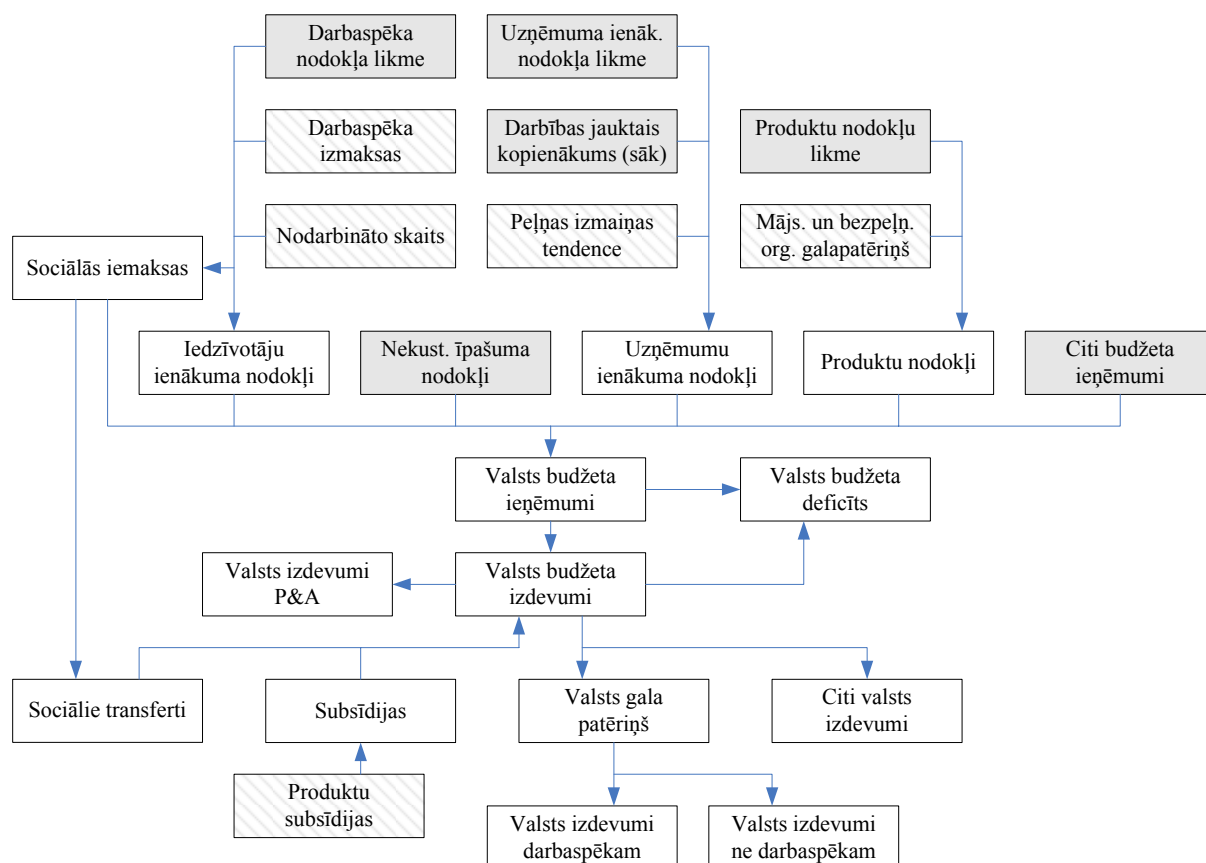 Darbaspēka
nodokļa likme
Uzņēmuma ienāk.
nodokļa likme
Darbaspēka
izmaksas
Darbības jauktais
kopienākums (sāk)
Produktu nodokļu
likme
Nodarbināto skaits
Peļņas izmaiņas
tendence
Mājs. un bezpeļņ.
org. galapatēriņš
Sociālās iemaksas
Iedzīvotāju
ienākuma nodokļi
Nekust. īpašuma
nodokļi
Uzņēmumu
ienākuma nodokļi
Produktu nodokļi
Citi budžeta
ieņēmumi
Valsts budžeta
ieņēmumi
Valsts budžeta
deficīts
Valsts izdevumi
P&A
Valsts budžeta
izdevumi
Sociālie transferti
Subsīdijas
Valsts gala
patēriņš
Citi valsts
izdevumi
Produktu
subsīdijas
Valsts izdevumi
darbaspēkam
Valsts izdevumi
ne darbaspēkam